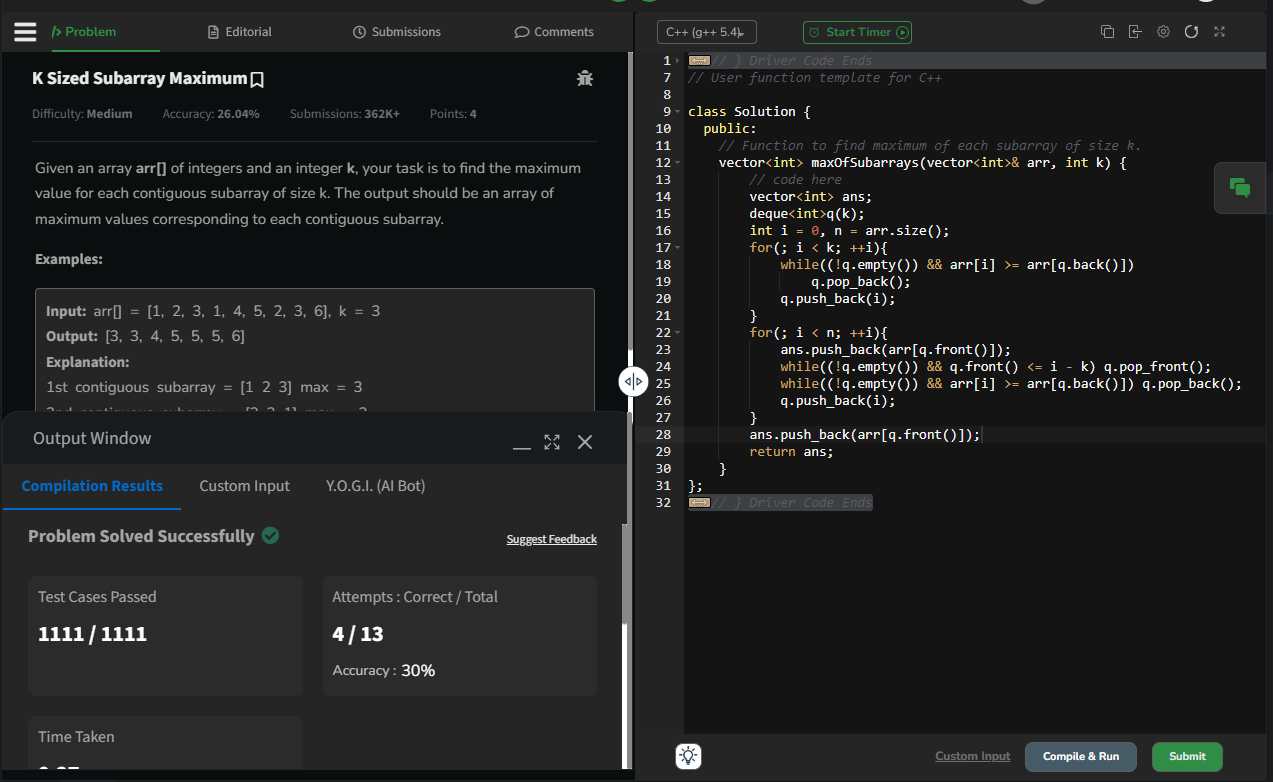 Problem
Editorial
Submissions
Comments
K Sized Subarray Maximum
Difficulty: Medium Accuracy: 26.04% Submissions: 362K+ Points: 4
Given an array arr[] of integers and an integer k, your task is to find the maximum
value for each contiguous subarray of size k. The output should be an array of
maximum values corresponding to each contiguous subarray.
Examples:
Input: arr[] = [1, 2, 3, 1, 4, 5, 2, 3, 6], k = 3
Output: [3, 3, 4, 5, 5, 5, 6]
Explanation:
1st contiguous subarray = [1 2 3] max = 3
Output Window
Compilation Results Custom Input Y.O.G.I. (AI Bot)
Problem Solved Successfully
Suggest Feedback
Test Cases Passed
1111 / 1111
Attempts : Correct / Total
4 / 13
Accuracy : 30%
Time Taken
C++ (g++ 5.4)
Start Timer
1 // } Driver Code Ends
7 // User function template for C++
8
9 class Solution {
10 public:
11 // Function to find maximum of each subarray of size k.
12 vector<int> maxOfSubarrays(vector<int>& arr, int k) {
13 // code here
14 vector<int> ans;
15 deque<int>q(k);
16 int i = 0, n = arr.size();
17 for(; i < k; ++i){
18 while((!q.empty()) && arr[i] >= arr[q.back()])
19 q.pop_back();
20 q.push_back(i);
21 }
22 for(; i < n; ++i){
23 ans.push_back(arr[q.front()]);
24 while((!q.empty()) && q.front() <= i - k) q.pop_front();
25 while((!q.empty()) && arr[i] >= arr[q.back()]) q.pop_back();
26 q.push_back(i);
27 }
28 ans.push_back(arr[q.front()]);
29 return ans;
30 }
31 };
32 // } Driver Code Ends
Custom Input
Compile & Run
Submit